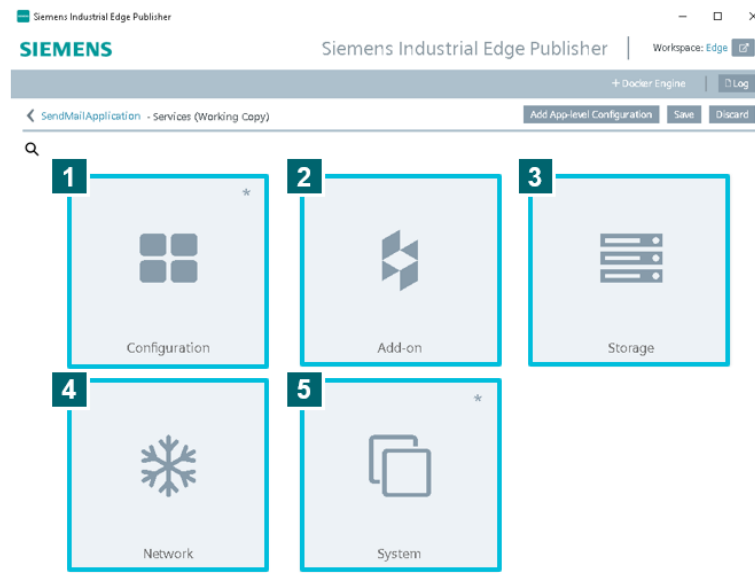 Siemens Industrial Edge Publisher
SIEMENS
Siemens Industrial Edge Publisher
Workspace: Edge
+ Docker Engine
Log
SendMailApplication - Services (Working Copy)
Add App-level Configuration
Save
Discard
1
*
Configuration
2
Add-on
3
Storage
4
Network
5
*
System